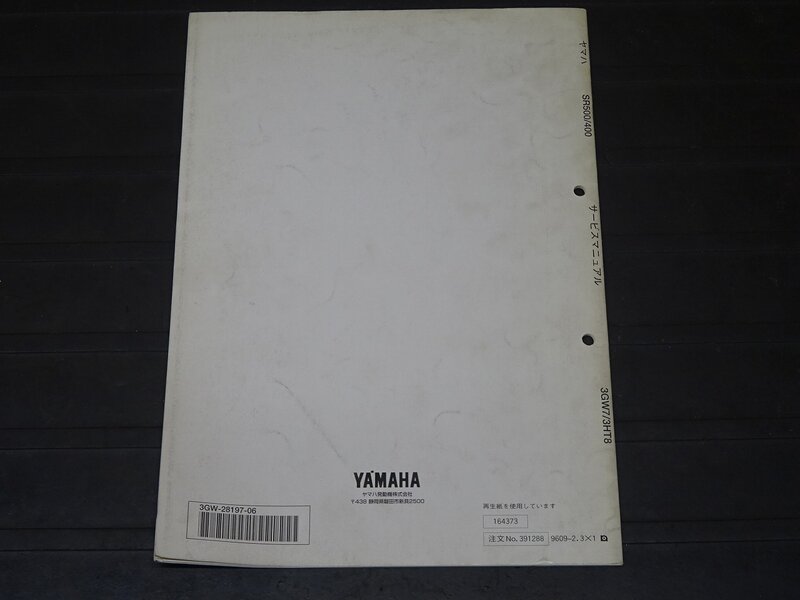 ヤマハ SR500/400 サービスマニュアル 3GW7/3HT8
YAMAHA
ヤマハ発動機株式会社
〒438 静岡県磐田市新貝2500
3GW-28197-06
再生紙を使用しています
164373
注文No. 391288 9609-2.3×1